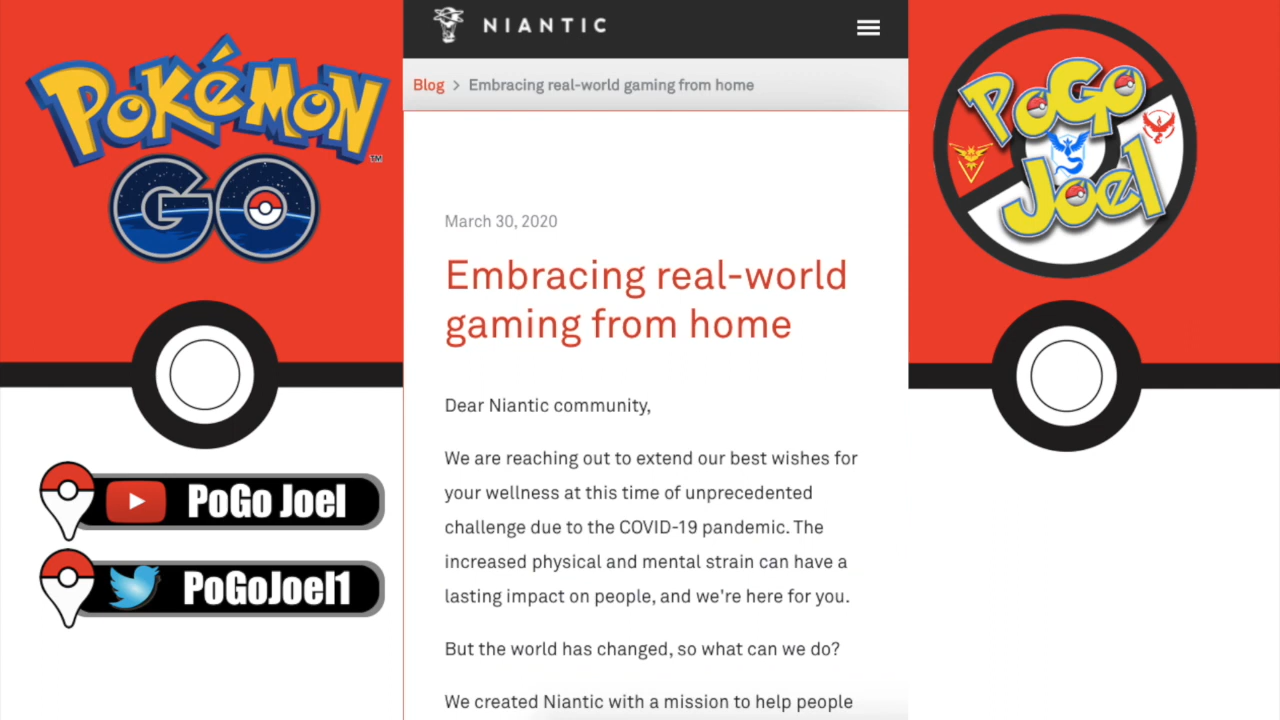 POKéMON
GO
TM
NIANTIC
Blog > Embracing real-world gaming from home
March 30, 2020
Embracing real-world
gaming from home
Dear Niantic community,
We are reaching out to extend our best wishes for
your wellness at this time of unprecedented
challenge due to the COVID-19 pandemic. The
increased physical and mental strain can have a
lasting impact on people, and we're here for you.
But the world has changed, so what can we do?
We created Niantic with a mission to help people
PoGo
Joel
PoGo Joel
PoGoJoel1